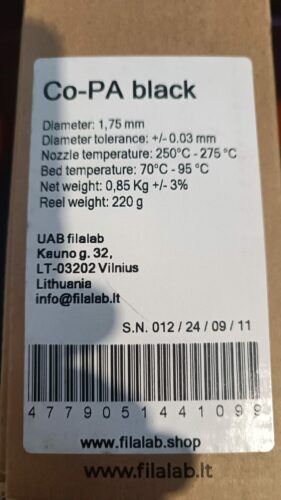 Co-PA black
Diameter: 1,75 mm
Diameter tolerance: +/- 0.03 mm
Nozzle temperature: 250°C - 275 °C
Bed temperature: 70°C - 95 °C
Net weight: 0,85 Kg +/- 3%
Reel weight: 220 g
UAB filalab
Kauno g. 32,
LT-03202 Vilnius
Lithuania
info@filalab.lt
S.N. 012 / 24 / 09 / 11
4779051441099
www.filalab.shop
www.filalab.lt